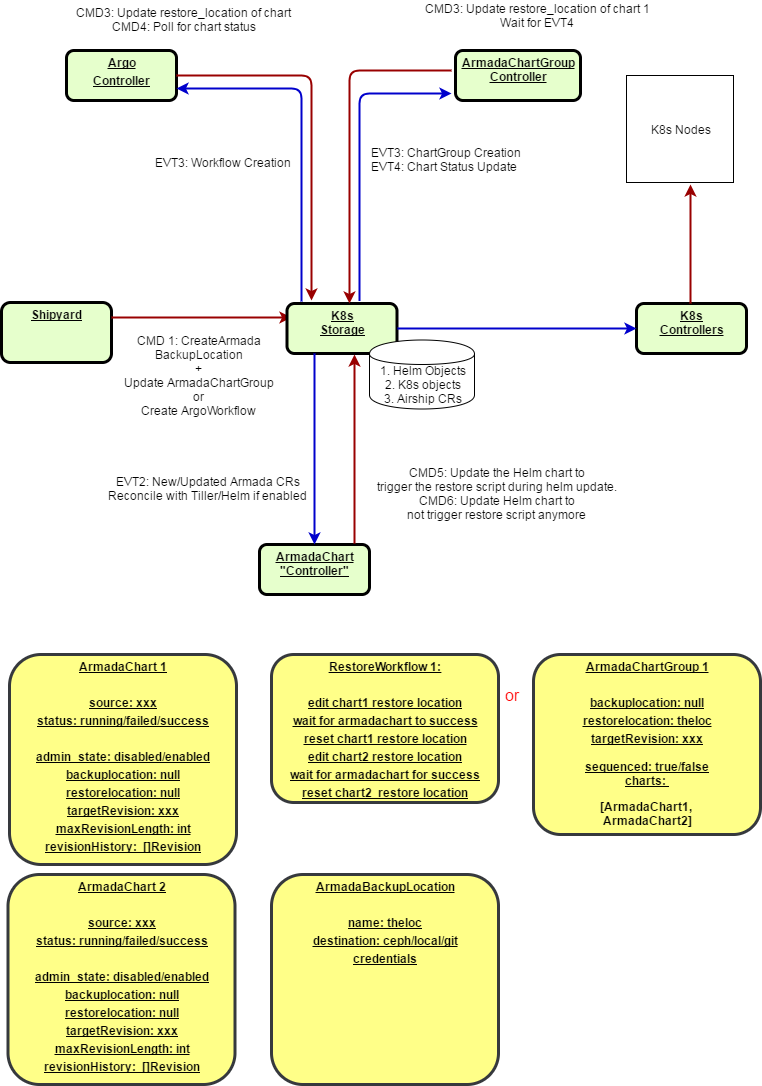 CMD3: Update restore_location of chart
CMD4: Poll for chart status
CMD3: Update restore_location of chart 1
Wait for EVT4
Argo
Controller
ArmadaChartGroup
Controller
K8s Nodes
EVT3: Workflow Creation
EVT3: ChartGroup Creation
EVT4: Chart Status Update
Shipyard
K8s
Storage
K8s
Controllers
CMD 1: CreateArmada
BackupLocation
+
Update ArmadaChartGroup
or
Create ArgoWorkflow
1. Helm Objects
2. K8s objects
3. Airship CRs
EVT2: New/Updated Armada CRs
Reconcile with Tiller/Helm if enabled
CMD5: Update the Helm chart to
trigger the restore script during helm update.
CMD6: Update Helm chart to
not trigger restore script anymore
ArmadaChart
"Controller"
ArmadaChart 1
source: xxx
status: running/failed/success
admin_state: disabled/enabled
backuplocation: null
restorelocation: null
targetRevision: xxx
maxRevisionLength: int
revisionHistory: []Revision
RestoreWorkflow 1:
edit chart1 restore location
wait for armadachart to success
reset chart1 restore location
edit chart2 restore location
wait for armadachart for success
reset chart2 restore location
or
ArmadaChartGroup 1
backuplocation: null
restorelocation: theloc
targetRevision: xxx
sequenced: true/false
charts:
[ArmadaChart1,
ArmadaChart2]
ArmadaChart 2
source: xxx
status: running/failed/success
admin_state: disabled/enabled
backuplocation: null
restorelocation: null
targetRevision: xxx
maxRevisionLength: int
revisionHistory: []Revision
ArmadaBackupLocation
name: theloc
destination: ceph/local/git
credentials